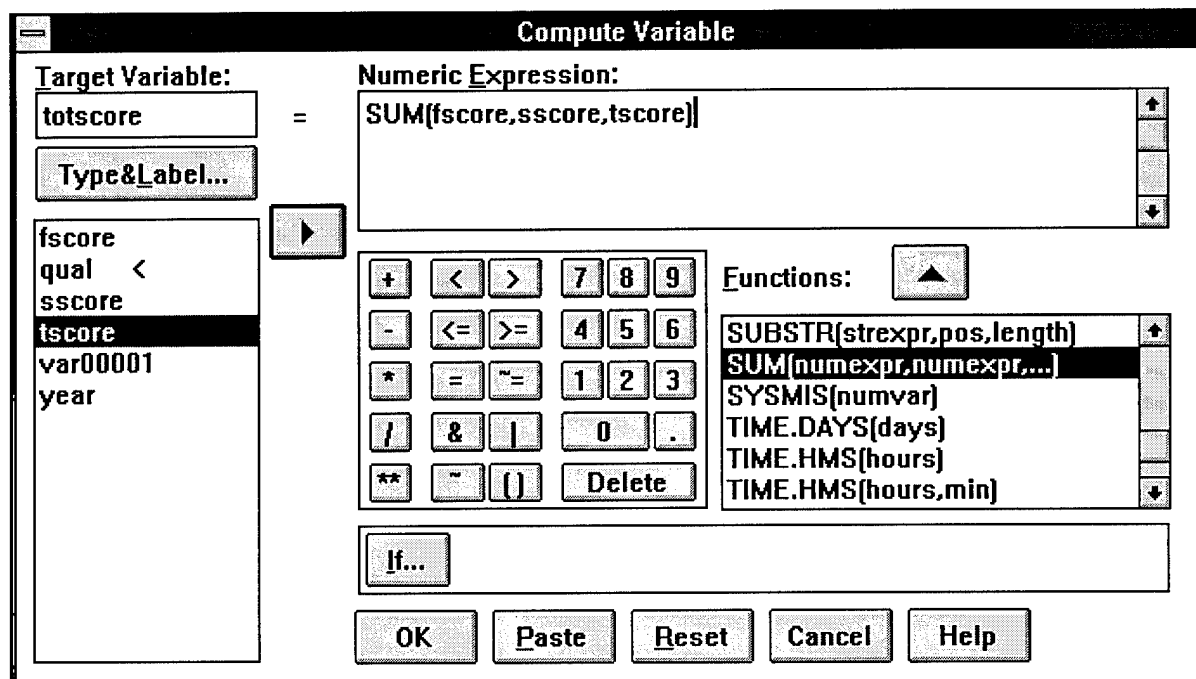 Compute Variable
Target Variable:
totscore
=
Numeric Expression:
SUM(fscore,sscore,tscore)
Type&Label...
fscore
qual <
sscore
tscore
var00001
year
+ < > 7 8 9
- <= >= 4 5 6
* = ~= 1 2 3
/ & | 0 .
** ~ () Delete
Functions:
SUBSTR(strexpr,pos,length)
SUM(numexpr,numexpr,...)
SYSMIS(numvar)
TIME.DAYS(days)
TIME.HMS(hours)
TIME.HMS(hours,min)
If...
OK Paste Reset Cancel Help